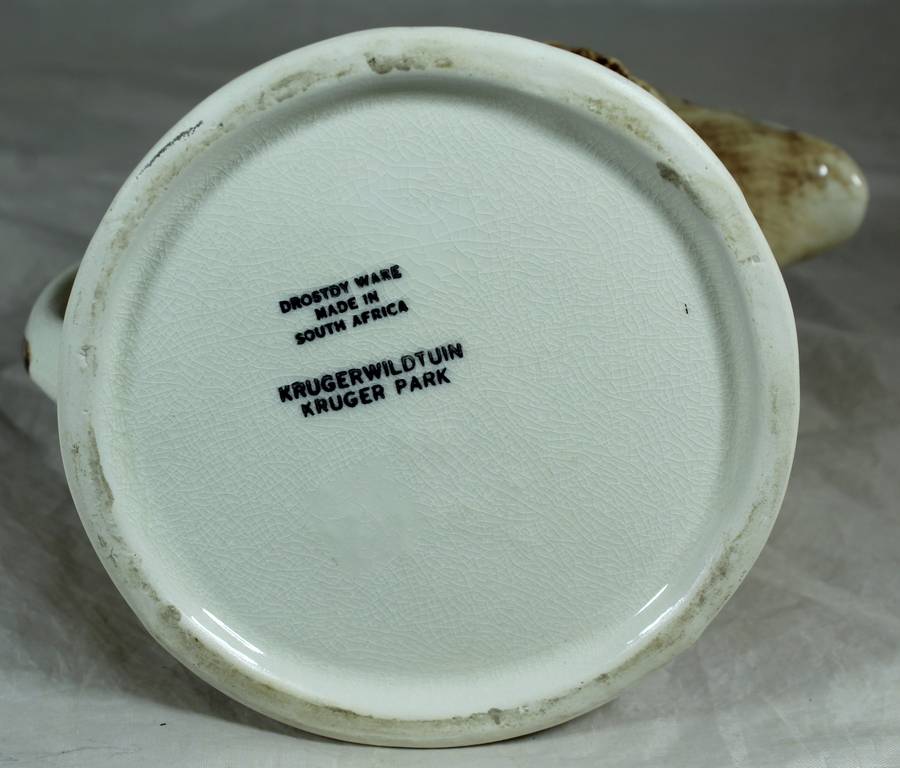 DROSTDY WARE
MADE IN
SOUTH AFRICA
KRUGERWILDTUIN
KRUGER PARK